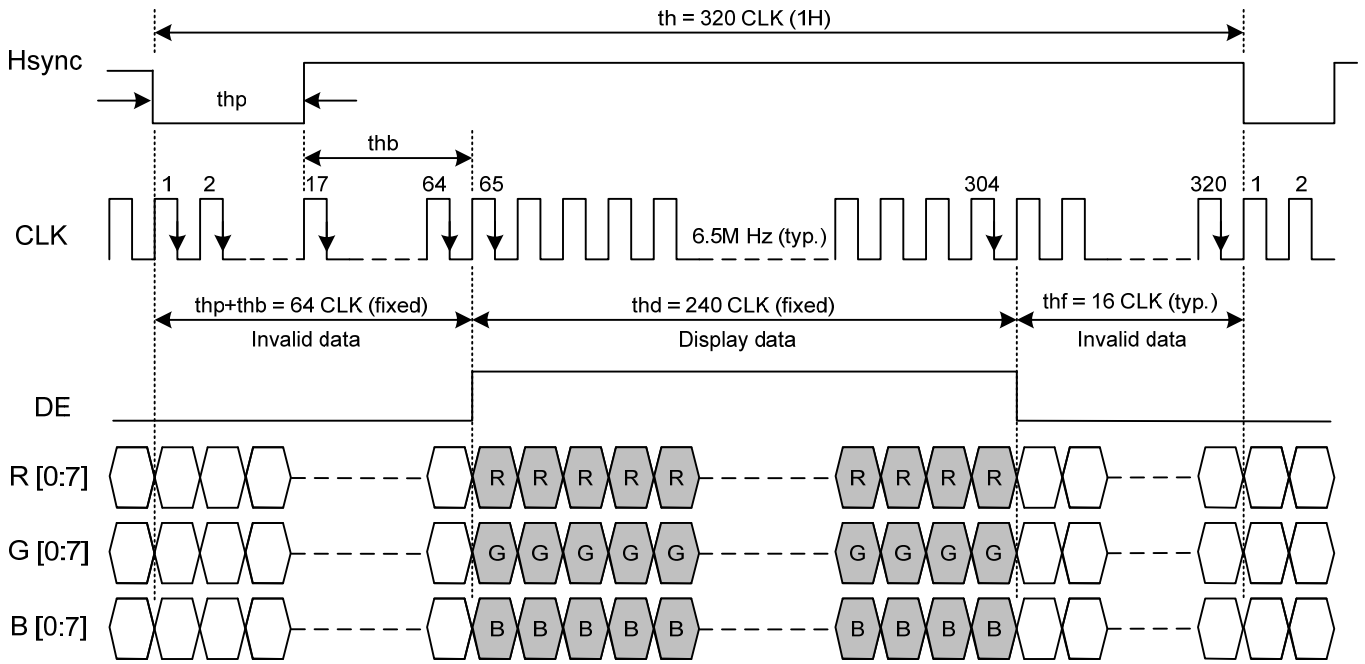 th = 320 CLK (1H)
Hsync
thp
thb
1 2 17 64 65 304 320 1 2
CLK
6.5M Hz (typ.)
thp+thb = 64 CLK (fixed) thd = 240 CLK (fixed) thf = 16 CLK (typ.)
Invalid data Display data Invalid data
DE
R [0:7] R R R R R R R R R
G [0:7] G G G G G G G G G
B [0:7] B B B B B B B B B